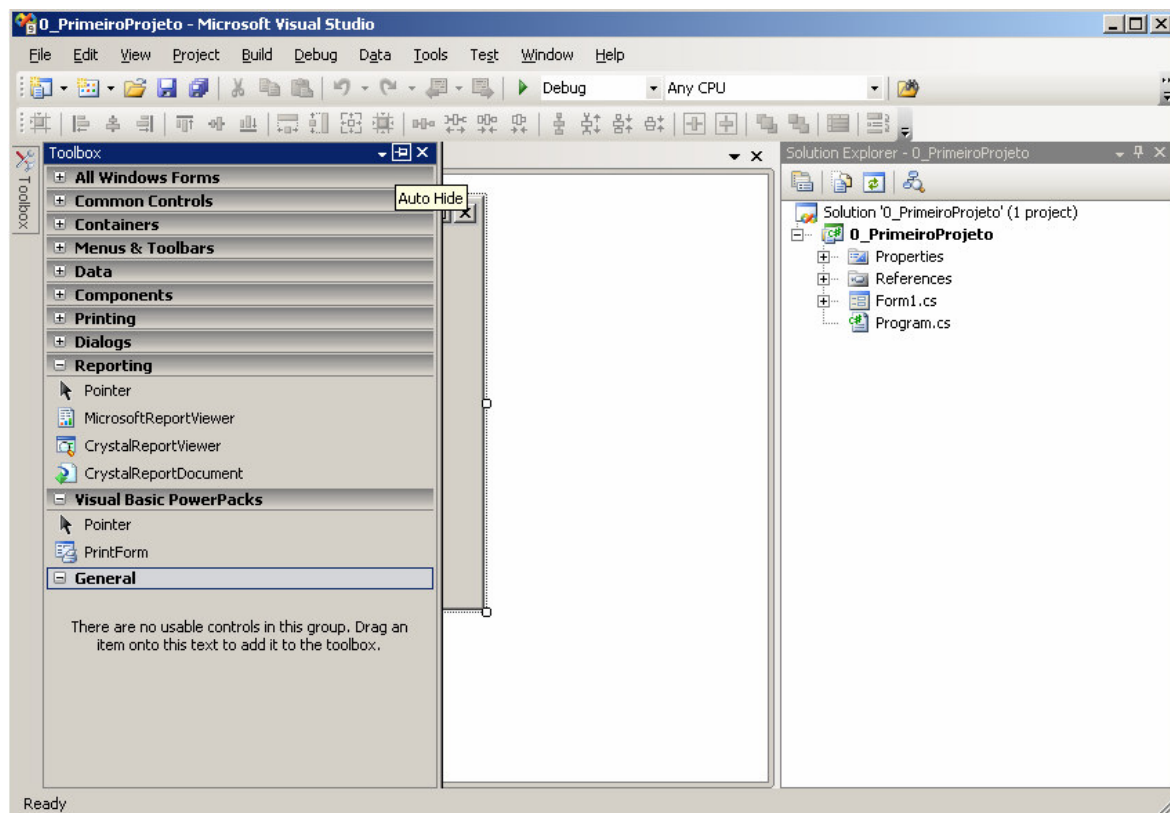 0_PrimeiroProjeto - Microsoft Visual Studio
File Edit View Project Build Debug Data Tools Test Window Help
Debug Any CPU
Toolbox
Toolbox
Auto Hide
All Windows Forms
Common Controls
Containers
Menus & Toolbars
Data
Components
Printing
Dialogs
Reporting
Pointer
MicrosoftReportViewer
CrystalReportViewer
CrystalReportDocument
Visual Basic PowerPacks
Pointer
PrintForm
General
There are no usable controls in this group. Drag an
item onto this text to add it to the toolbox.
Solution Explorer - 0_PrimeiroProjeto
Solution '0_PrimeiroProjeto' (1 project)
0_PrimeiroProjeto
Properties
References
Form1.cs
Program.cs
Ready